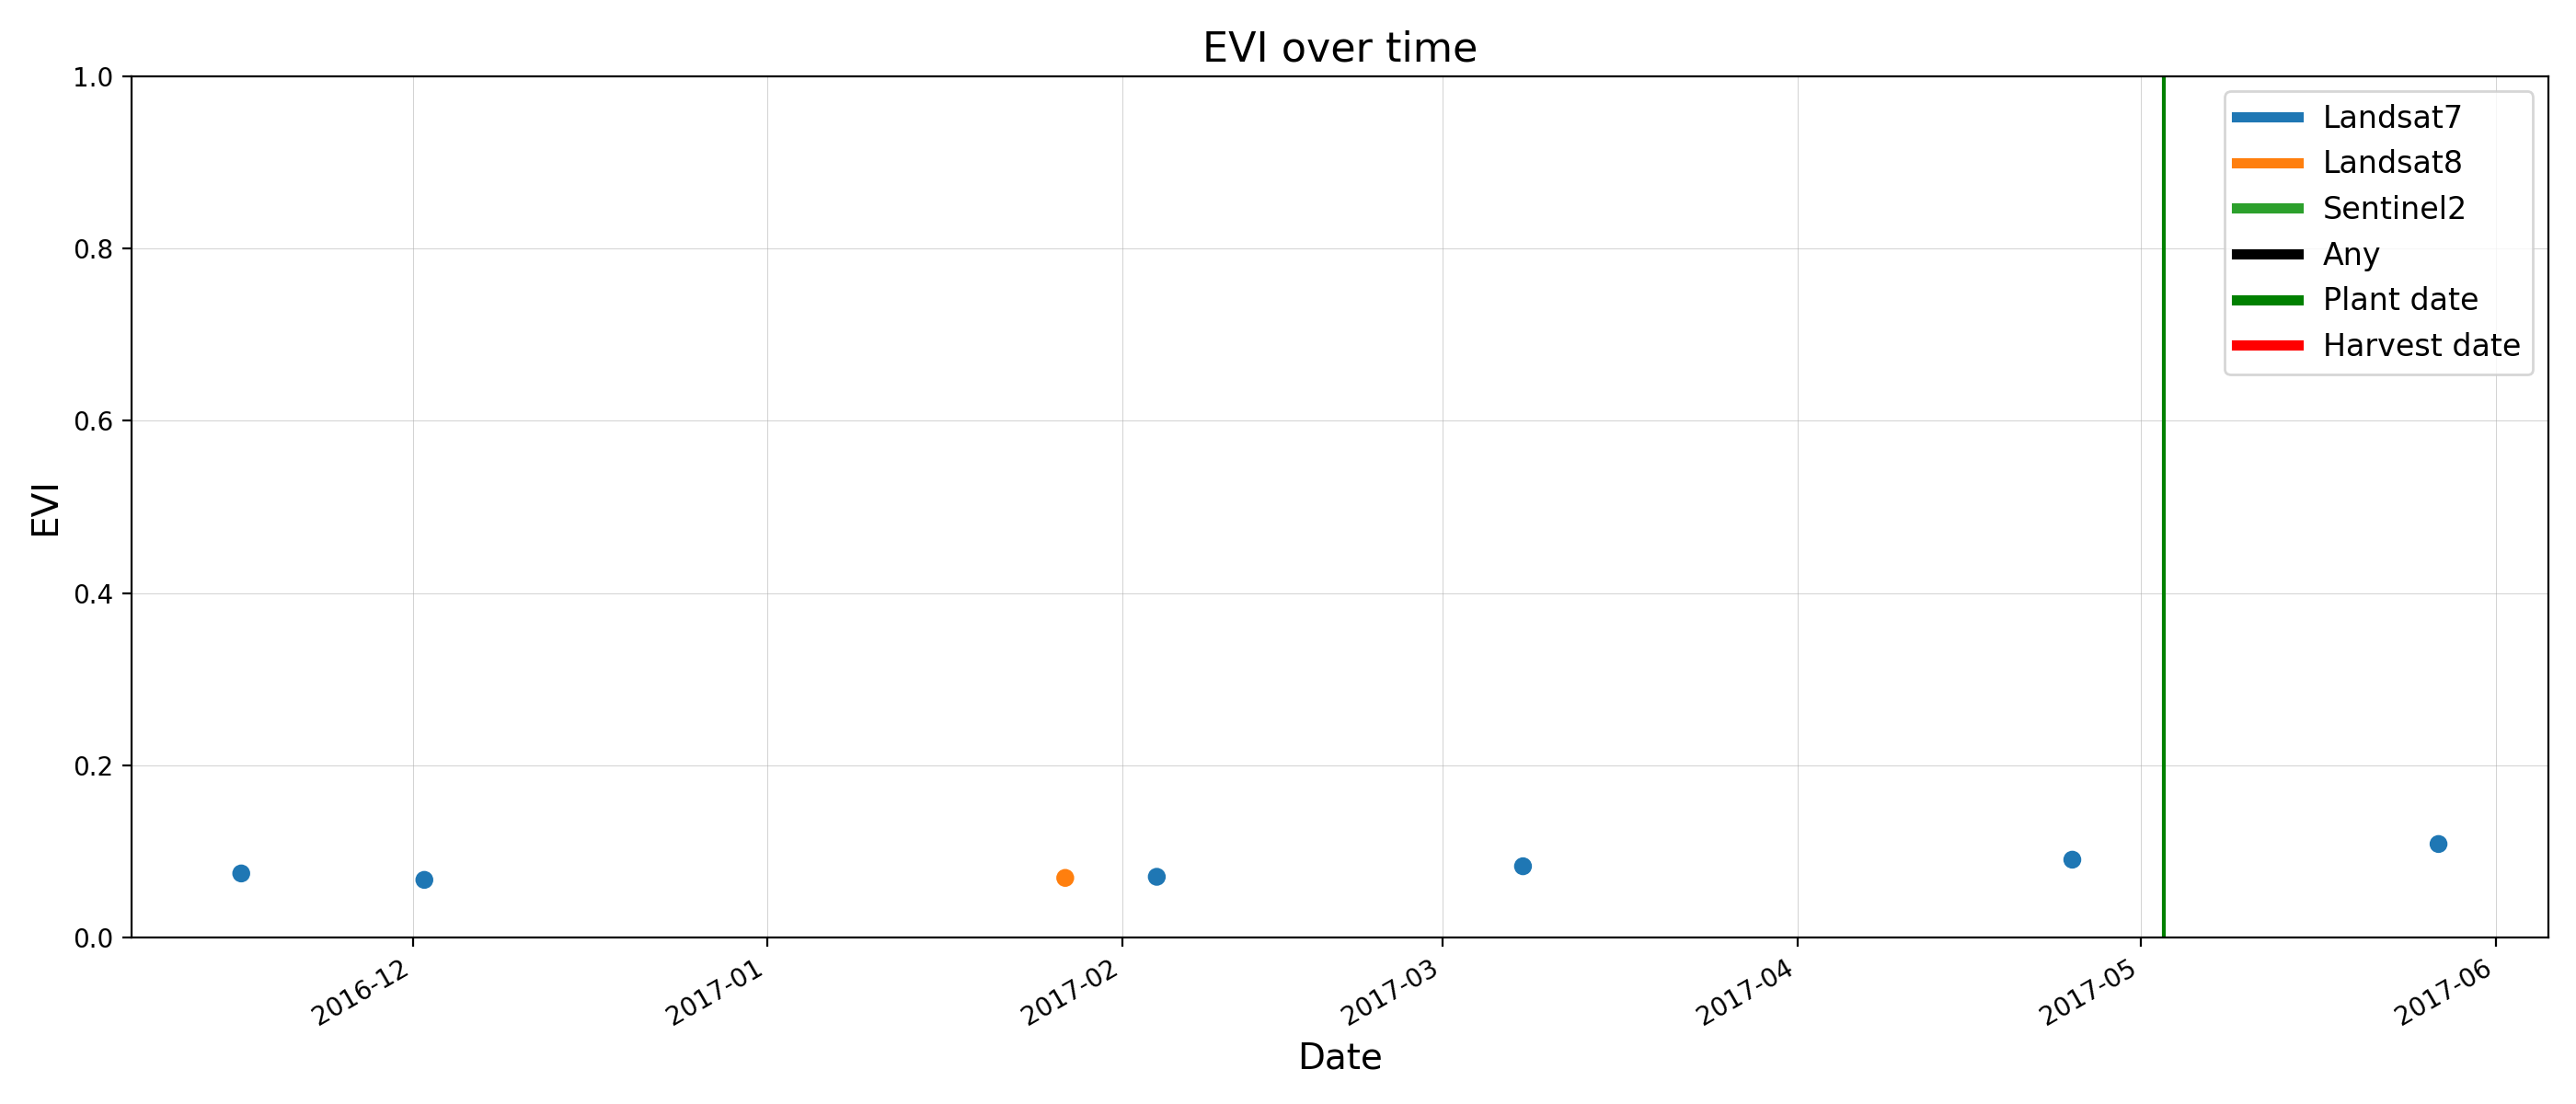 EVI over time
1.0
0.8
0.6
0.4
0.2
0.0
EVI
Landsat7
Landsat8
Sentinel2
Any
Plant date
Harvest date
2016-12
2017-01
2017-02
2017-03
2017-04
2017-05
2017-06
Date